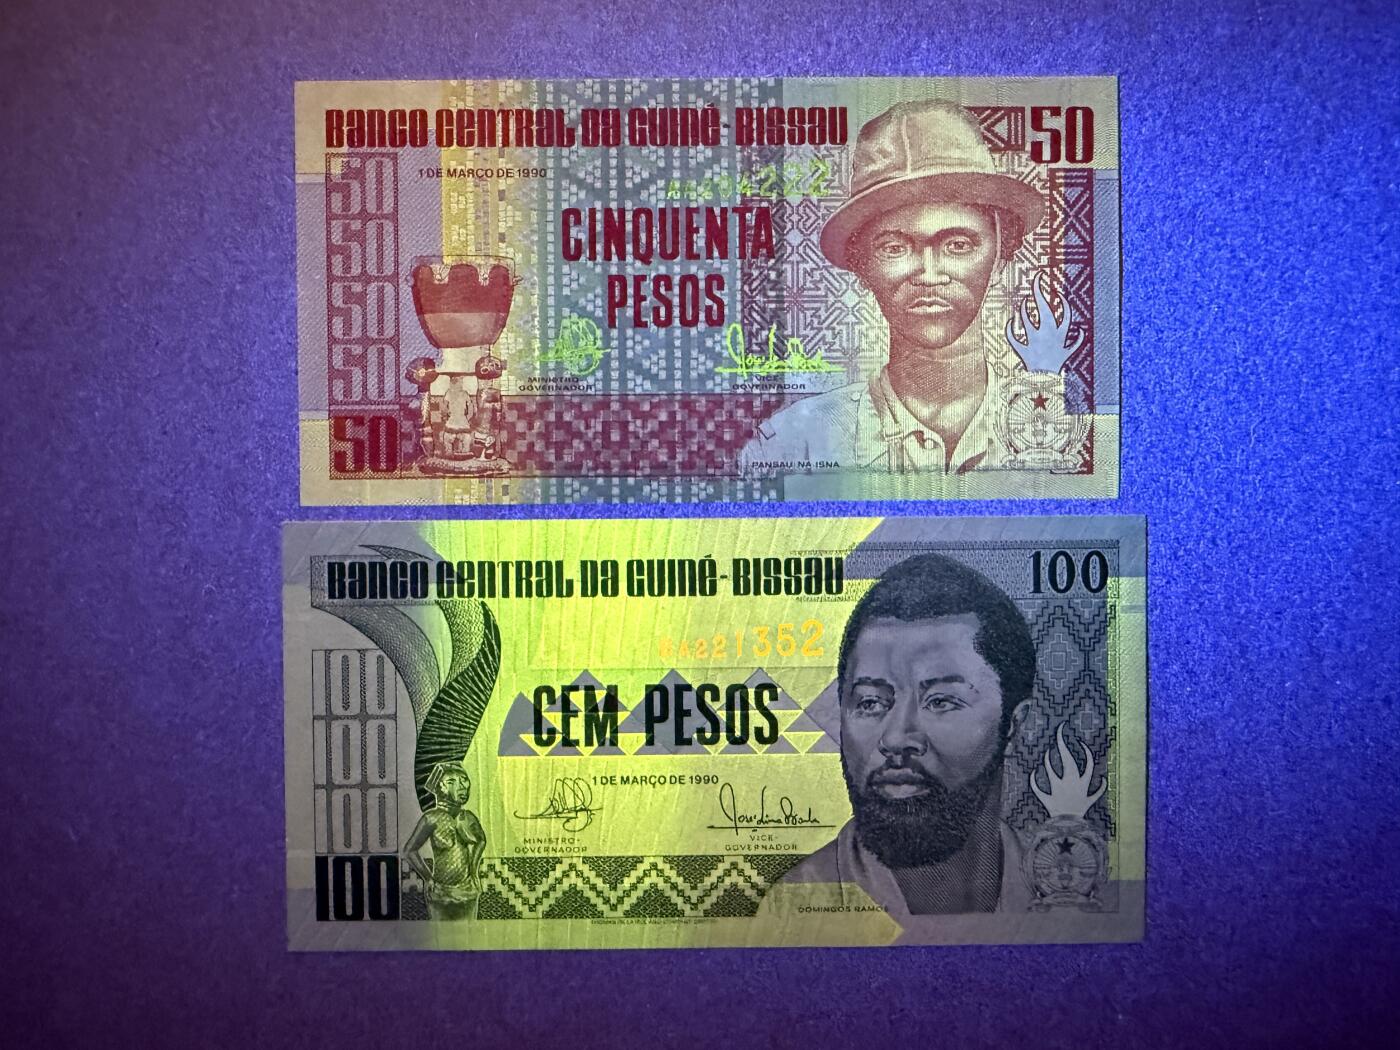 BANCO CENTRAL DA GUINÉ-BISSAU 50
50
1 DE MARÇO DE 1990
50
CINQUENTA
50
PESOS
50
MINISTRO-
GOVERNADOR
VICE-
GOVERNADOR
50
PANSAU NA ISNA
BANCO CENTRAL DA GUINÉ-BISSAU 100
BA221352
100
CEM PESOS
100
1 DE MARÇO DE 1990
100
MINISTRO-
GOVERNADOR
VICE-
GOVERNADOR
100
DOMINGOS RAMOS